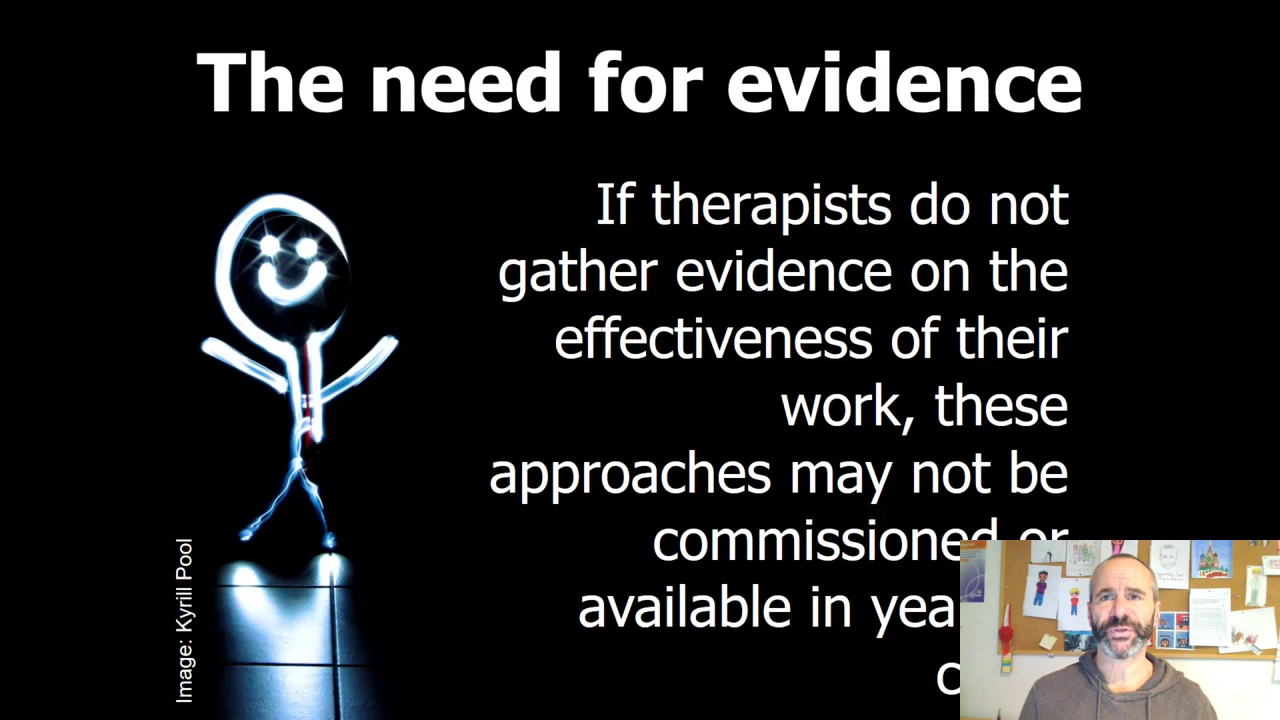 The need for evidence
If therapists do not
gather evidence on the
effectiveness of their
work, these
approaches may not be
commissioned or
available in
Image: Kyrill Pool